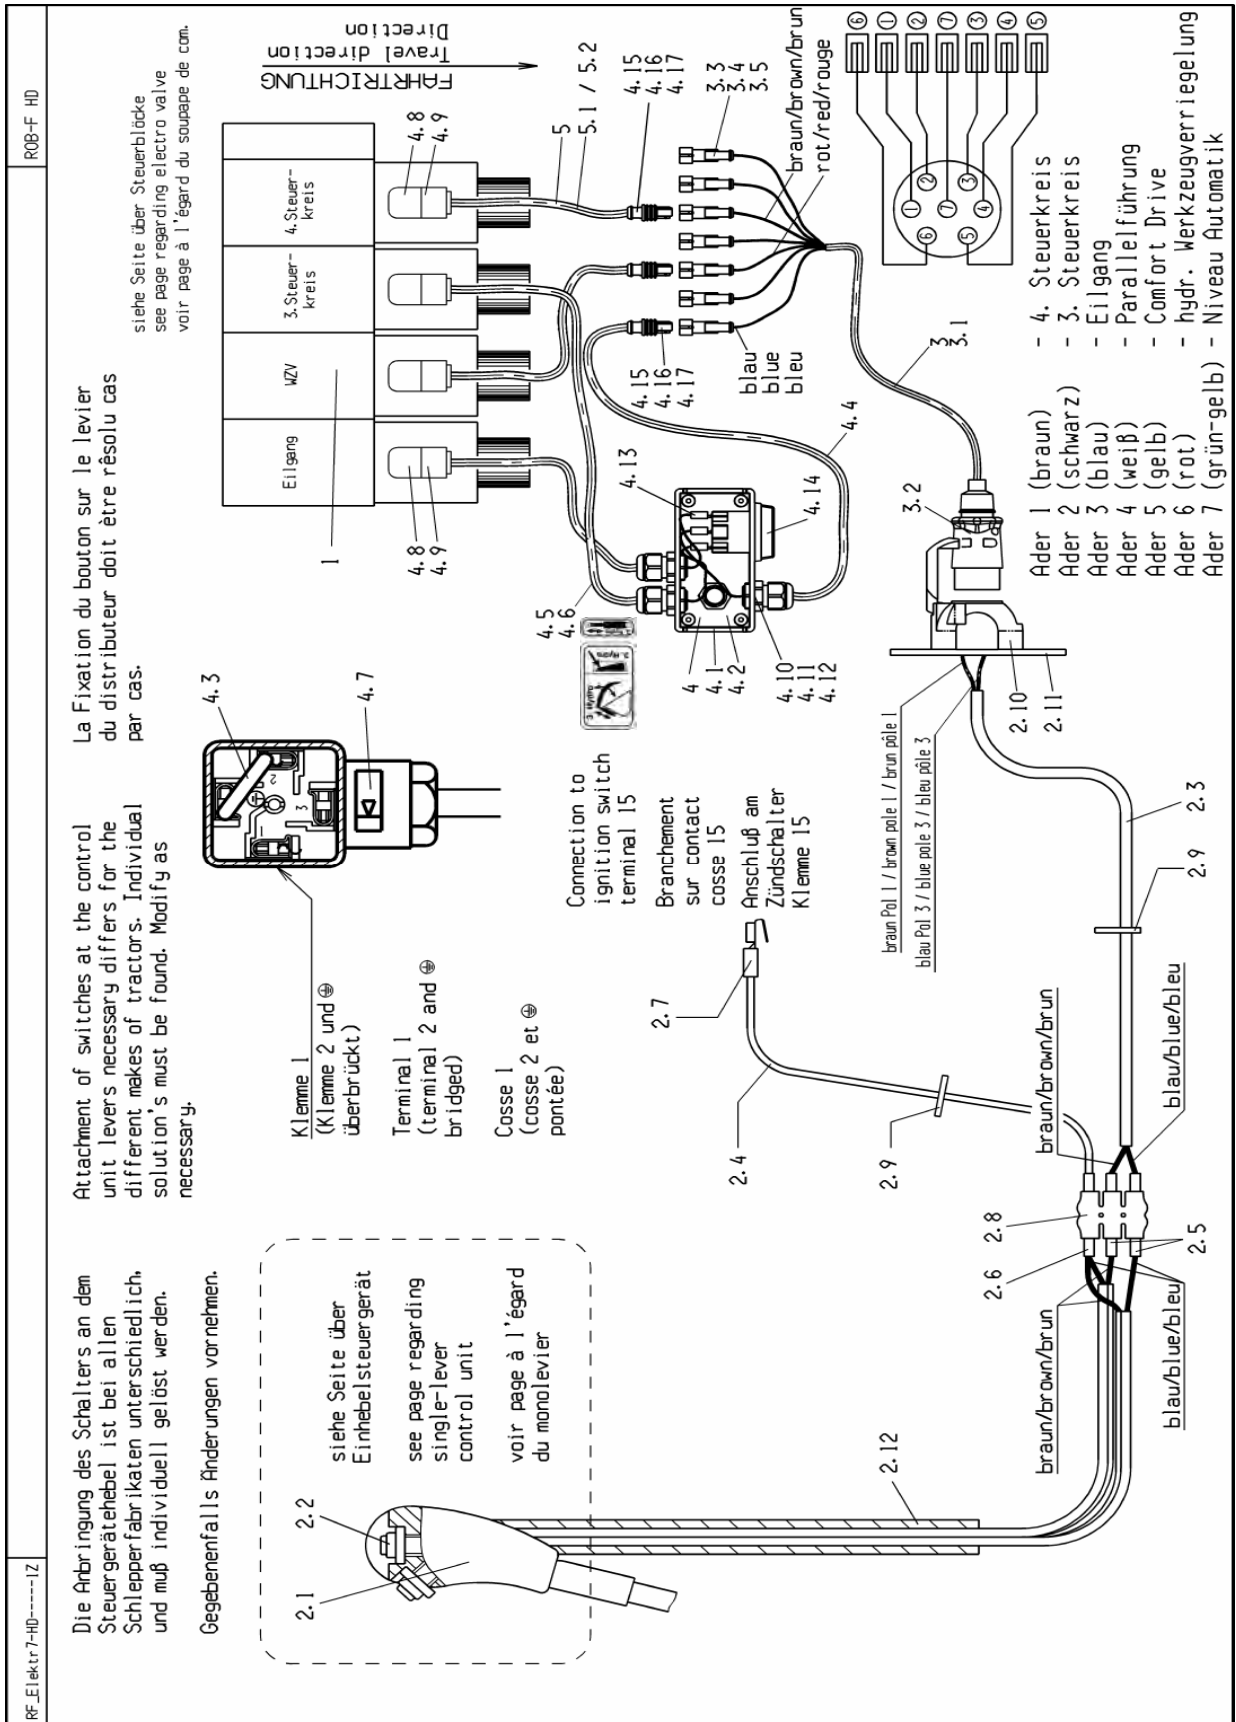 RF_Elektr7-HD-----1Z
ROB-F HD
Die Anbringung des Schalters an dem
Steuergerätehebel ist bei allen
Schlepperfabrikaten unterschiedlich,
und muß individuell gelöst werden.
Gegebenenfalls Änderungen vornehmen.
Attachment of switches at the control
unit levers necessary differs for the
different makes of tractors. Individual
solution's must be found. Modify as
necessary.
La Fixation du bouton sur le levier
du distributeur doit ètre résolu cas
par cas.
siehe Seite über Steuerblöcke
see page regarding electro valve
voir page à l'égard du soupape de com.
FAHRTRICHTUNG
Travel direction
Direction
Eilgang
WZV
3.Steuer-
kreis
4.Steuer-
kreis
1
4.8
4.9
4.8
4.9
5
5.1 / 5.2
4.15
4.16
4.17
3.3
3.4
3.5
braun/brown/brun
rot/red/rouge
4.15
4.16
4.17
blau
blue
bleu
4.3
4.7
Klemme 1
(Klemme 2 und ⏚
überbrückt)
Terminal 1
(terminal 2 and ⏚
bridged)
Cosse 1
(cosse 2 et ⏚
pontée)
1
2
3
4.5
4.6
4.13
4.14
4.4
4
4.1
4.2
4.10
4.11
4.12
3
3.1
3.2
2.10
2.11
siehe Seite über
Einhebelsteuergerät
see page regarding
single-lever
control unit
voir page à l'égard
du monolevier
2.1
2.2
2.12
Connection to
ignition switch
terminal 15
Branchement
sur contact
cosse 15
Anschluß am
Zündschalter
Klemme 15
2.7
2.4
2.9
braun Pol 1 / brown pole 1 / brun pôle 1
blau Pol 3 / blue pole 3 / bleu pôle 3
2.3
2.9
braun/brown/brun
blau/blue/bleu
2.8
2.6
2.5
braun/brown/brun
blau/blue/bleu
6
1
2
7
3
4
5
1
2
3
4
5
6
7
Ader 1 (braun) - 4. Steuerkreis
Ader 2 (schwarz) - 3. Steuerkreis
Ader 3 (blau) - Eilgang
Ader 4 (weiß) - Parallelführung
Ader 5 (gelb) - Comfort Drive
Ader 6 (rot) - hydr. Werkzeugverriegelung
Ader 7 (grün-gelb) - Niveau Automatik